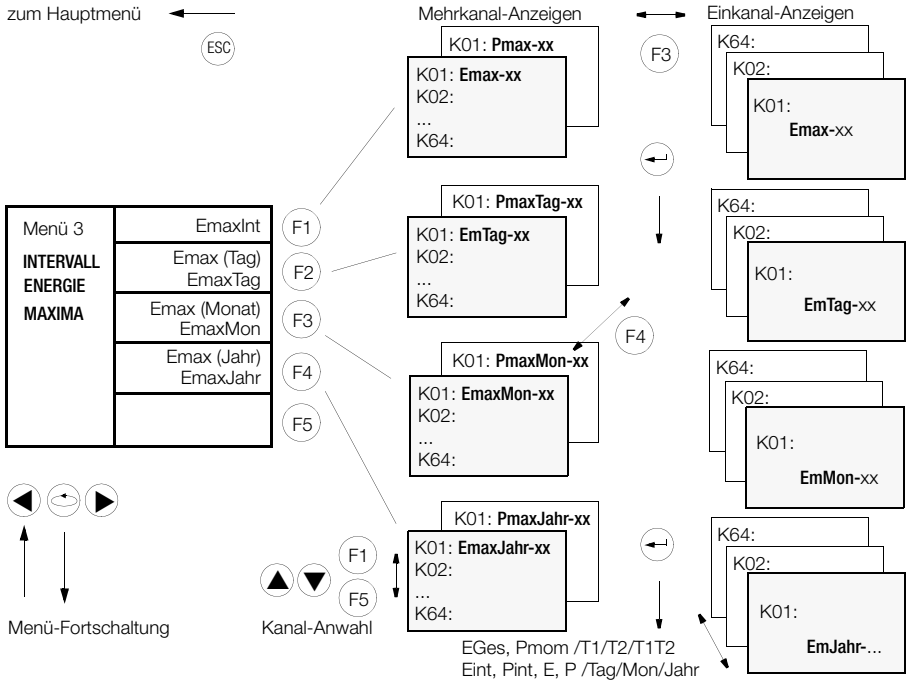 zum Hauptmenü
ESC
Mehrkanal-Anzeigen
Einkanal-Anzeigen
F3
K01: Pmax-xx
K01: Emax-xx
K02:
...
K64:
K64:
K02:
K01:
Emax-xx
Menü 3
INTERVALL
ENERGIE
MAXIMA
EmaxInt
F1
Emax (Tag)
EmaxTag
F2
Emax (Monat)
EmaxMon
F3
Emax (Jahr)
EmaxJahr
F4
F5
K01: PmaxTag-xx
K01: EmTag-xx
K02:
...
K64:
K64:
K02:
K01:
EmTag-xx
F4
K01: PmaxMon-xx
K01: EmaxMon-xx
K02:
...
K64:
K64:
K02:
K01:
EmMon-xx
K01: PmaxJahr-xx
K01: EmaxJahr-xx
K02:
...
K64:
K64:
K02:
K01:
EmJahr-...
F1
F5
Menü-Fortschaltung
Kanal-Anwahl
EGes, Pmom /T1/T2/T1T2
Eint, Pint, E, P /Tag/Mon/Jahr